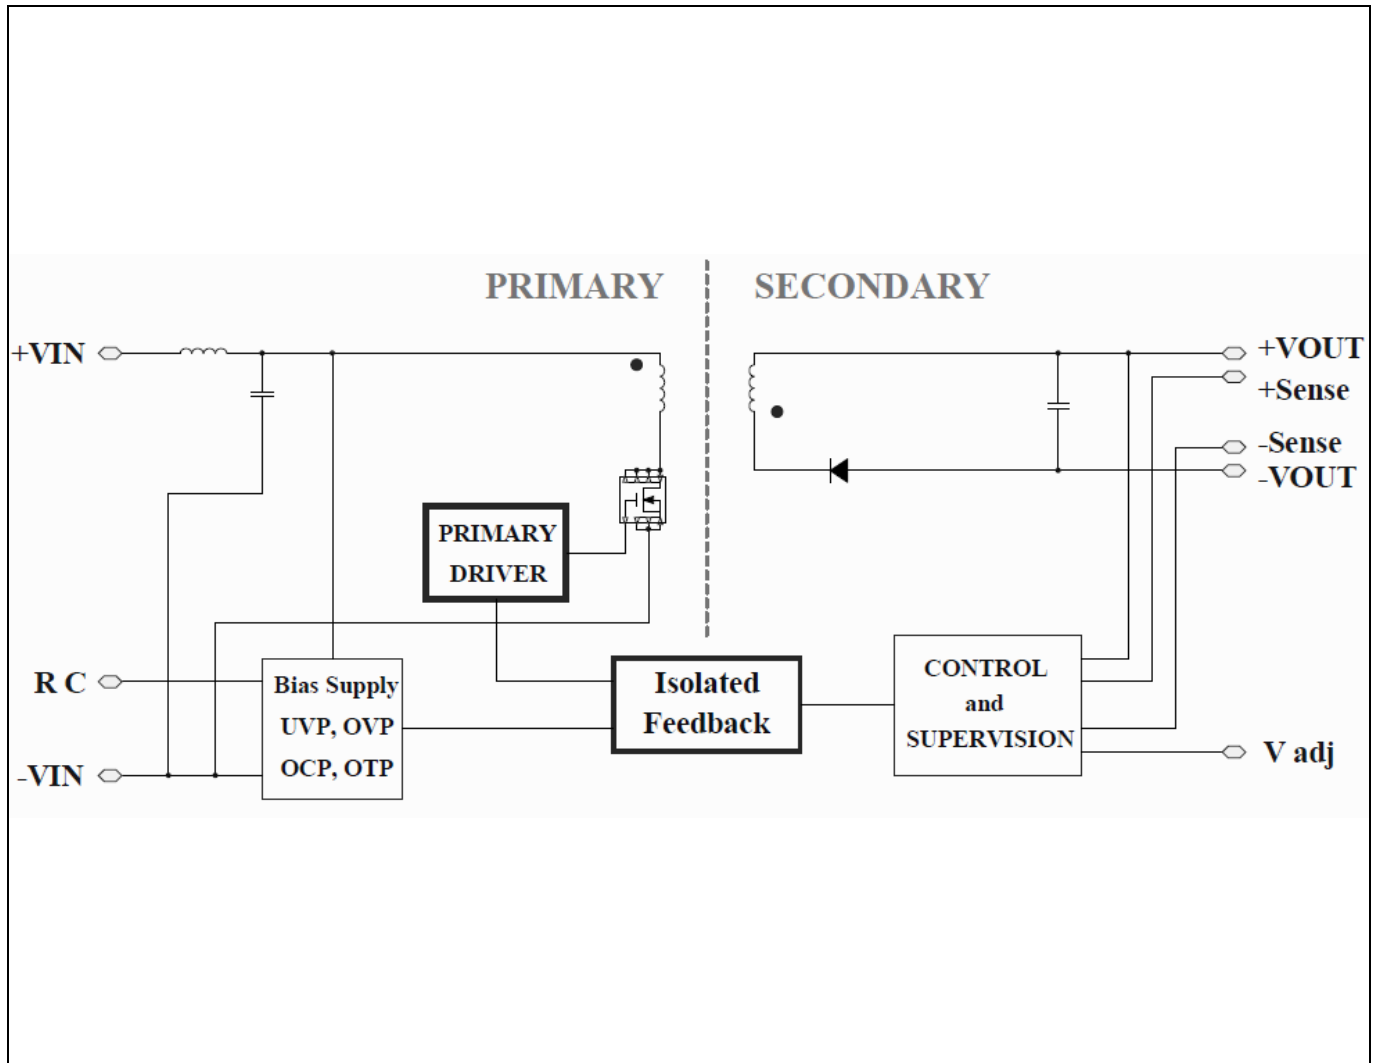 PRIMARY
SECONDARY
+VIN
+VOUT
+Sense
-Sense
-VOUT
PRIMARY
DRIVER
R C
Bias Supply
UVP, OVP
OCP, OTP
Isolated
Feedback
CONTROL
and
SUPERVISION
-VIN
V adj